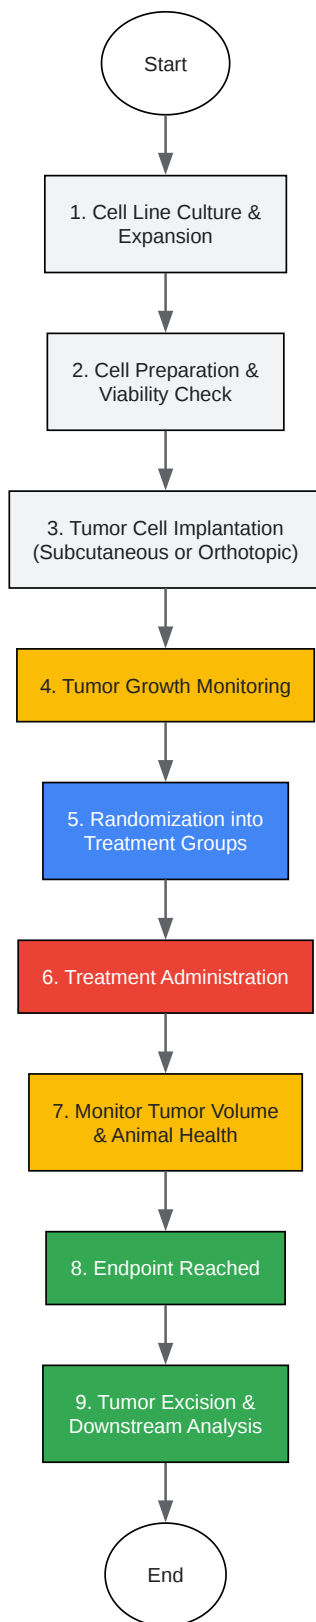 Start
1. Cell Line Culture &
Expansion
2. Cell Preparation &
Viability Check
3. Tumor Cell Implantation
(Subcutaneous or Orthotopic)
4. Tumor Growth Monitoring
5. Randomization into
Treatment Groups
6. Treatment Administration
7. Monitor Tumor Volume
& Animal Health
8. Endpoint Reached
9. Tumor Excision &
Downstream Analysis
End